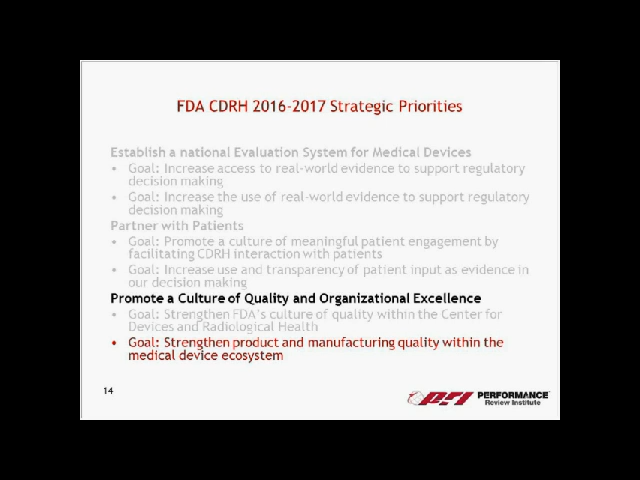 FDA CDRH 2016-2017 Strategic Priorities
Establish a national Evaluation System for Medical Devices
• Goal: Increase access to real-world evidence to support regulatory
decision making
• Goal: Increase the use of real-world evidence to support regulatory
decision making
Partner with Patients
• Goal: Promote a culture of meaningful patient engagement by
facilitating CDRH interaction with patients
• Goal: Increase use and transparency of patient input as evidence in
our decision making
Promote a Culture of Quality and Organizational Excellence
• Goal: Strengthen FDA's culture of quality within the Center for
Devices and Radiological Health
• Goal: Strengthen product and manufacturing quality within the
medical device ecosystem
14
PRI PERFORMANCE
Review Institute